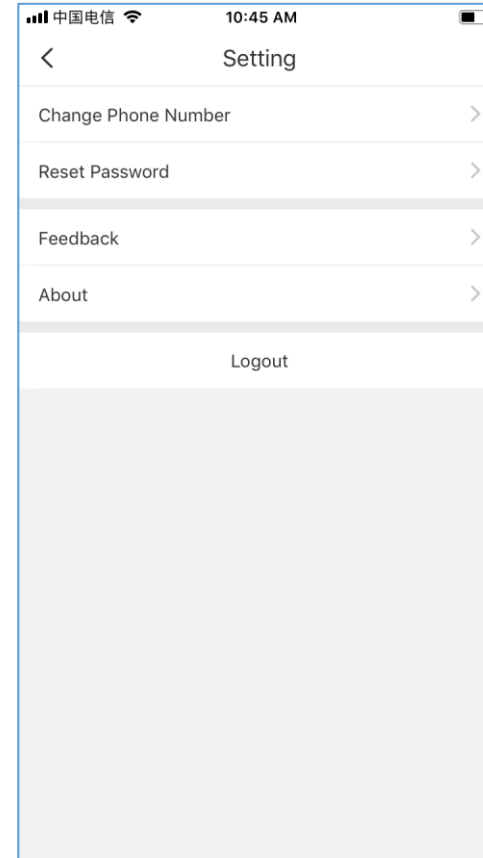 中国电信 10:45 AM
Setting
Change Phone Number
Reset Password
Feedback
About
Logout